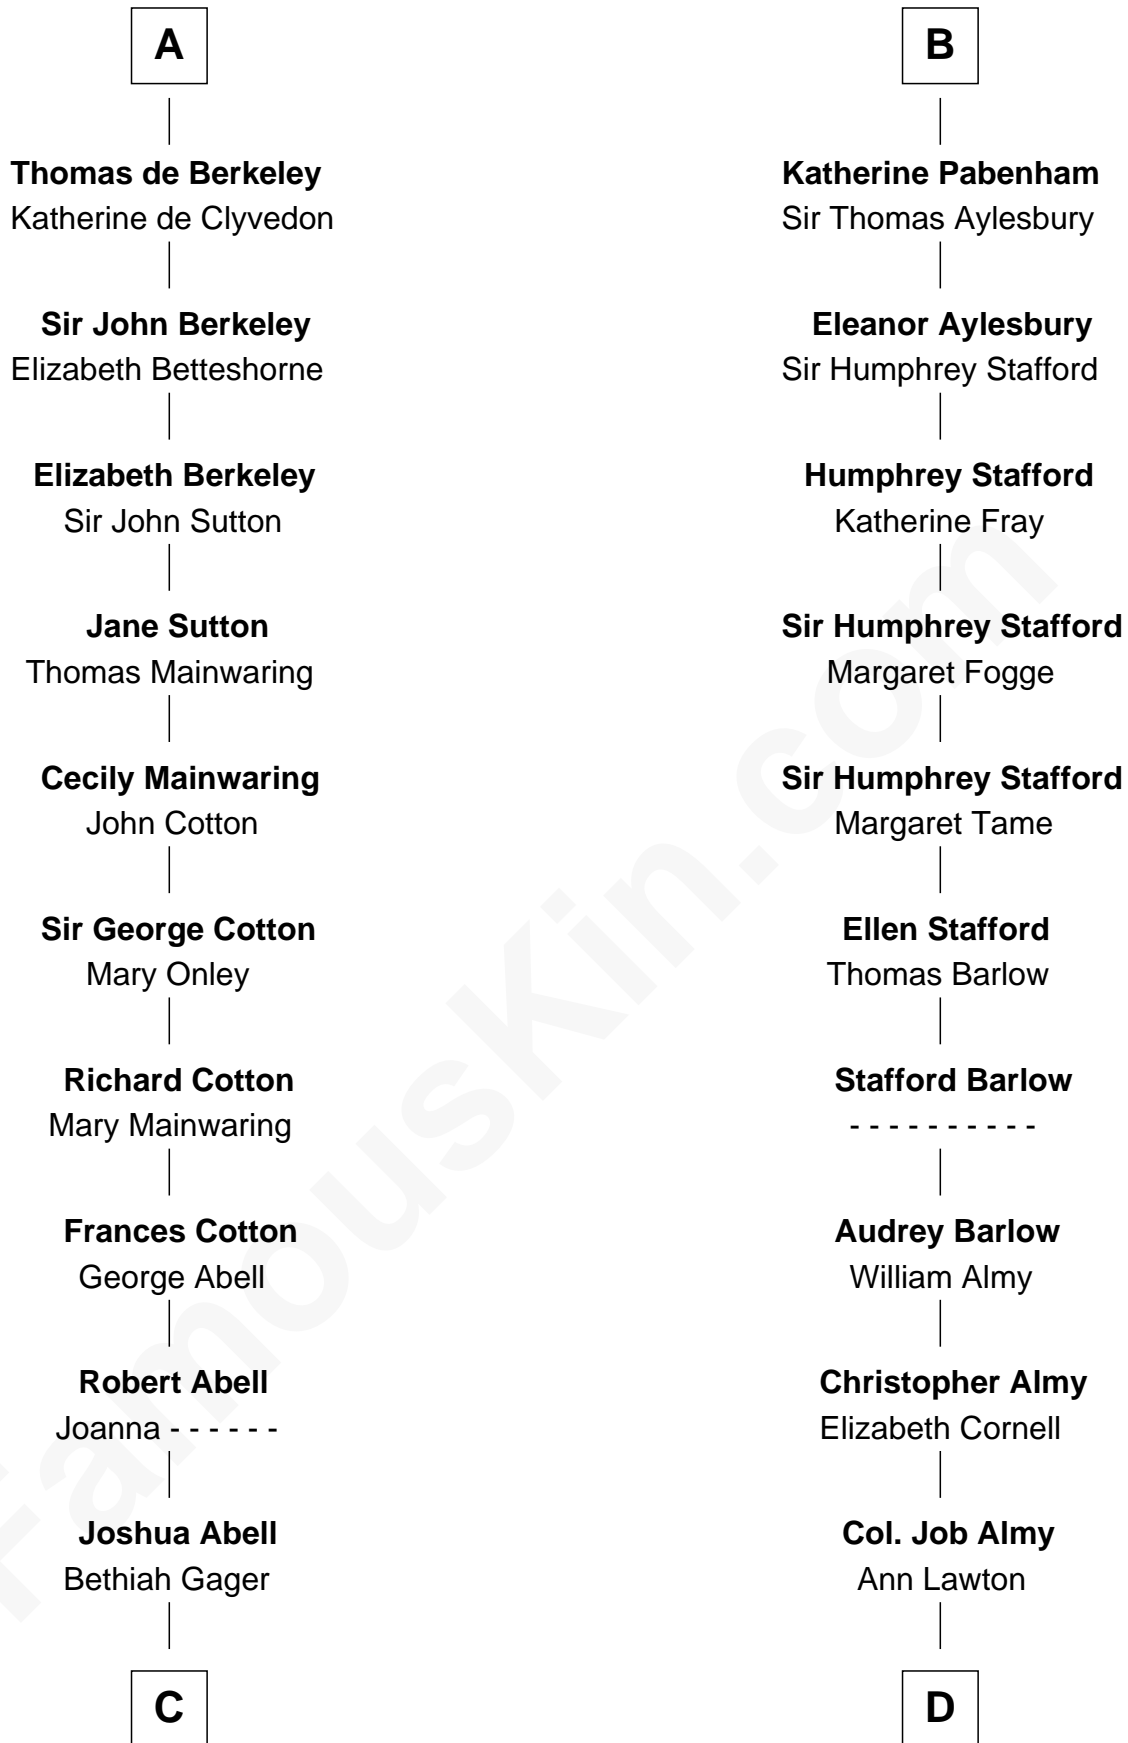 A
Thomas de Berkeley
Katherine de Clyvedon
Sir John Berkeley
Elizabeth Betteshorne
Elizabeth Berkeley
Sir John Sutton
Jane Sutton
Thomas Mainwaring
Cecily Mainwaring
John Cotton
Sir George Cotton
Mary Onley
Richard Cotton
Mary Mainwaring
Frances Cotton
George Abell
Robert Abell
Joanna - - - - - -
Joshua Abell
Bethiah Gager
C
B
Katherine Pabenham
Sir Thomas Aylesbury
Eleanor Aylesbury
Sir Humphrey Stafford
Humphrey Stafford
Katherine Fray
Sir Humphrey Stafford
Margaret Fogge
Sir Humphrey Stafford
Margaret Tame
Ellen Stafford
Thomas Barlow
Stafford Barlow
- - - - - - - - - -
Audrey Barlow
William Almy
Christopher Almy
Elizabeth Cornell
Col. Job Almy
Ann Lawton
D
FamousKin.com